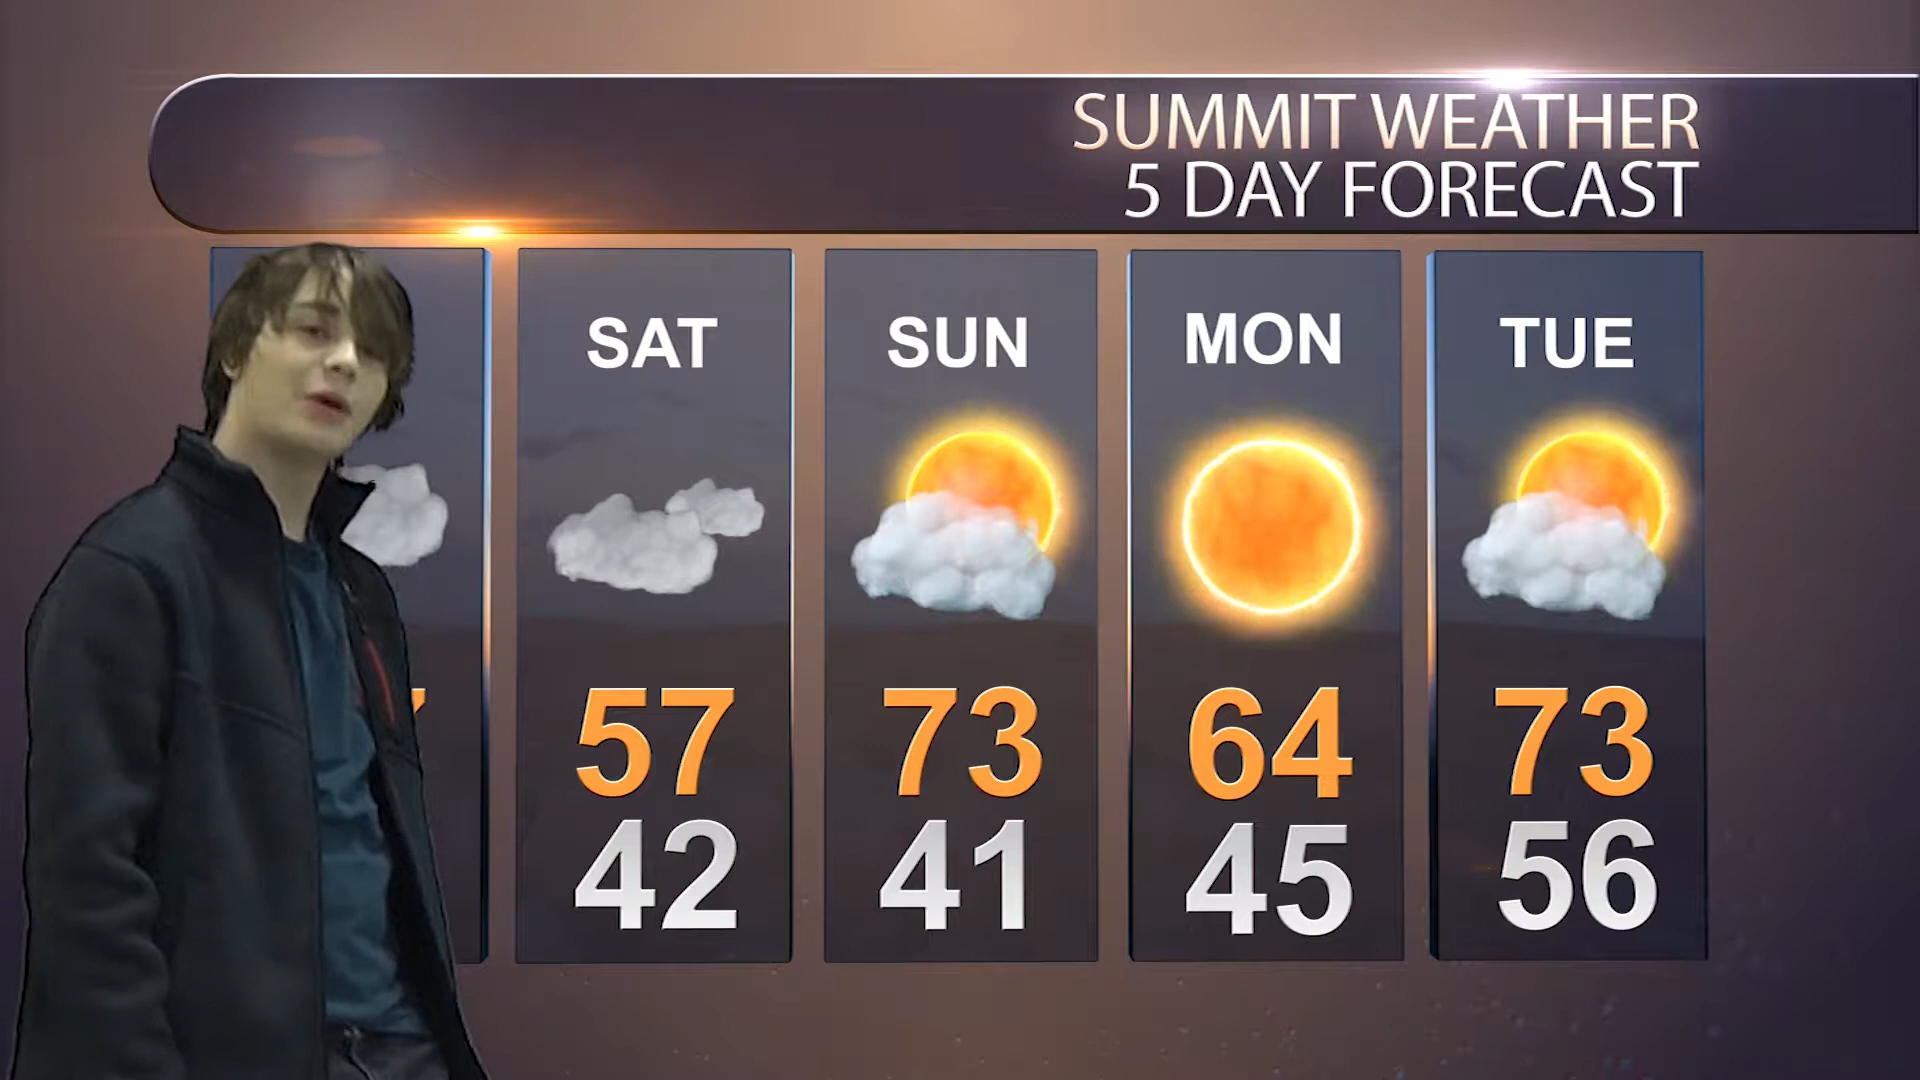 SUMMIT WEATHER
5 DAY FORECAST
SAT
SUN
MON
TUE
57
73
64
73
42
41
45
56